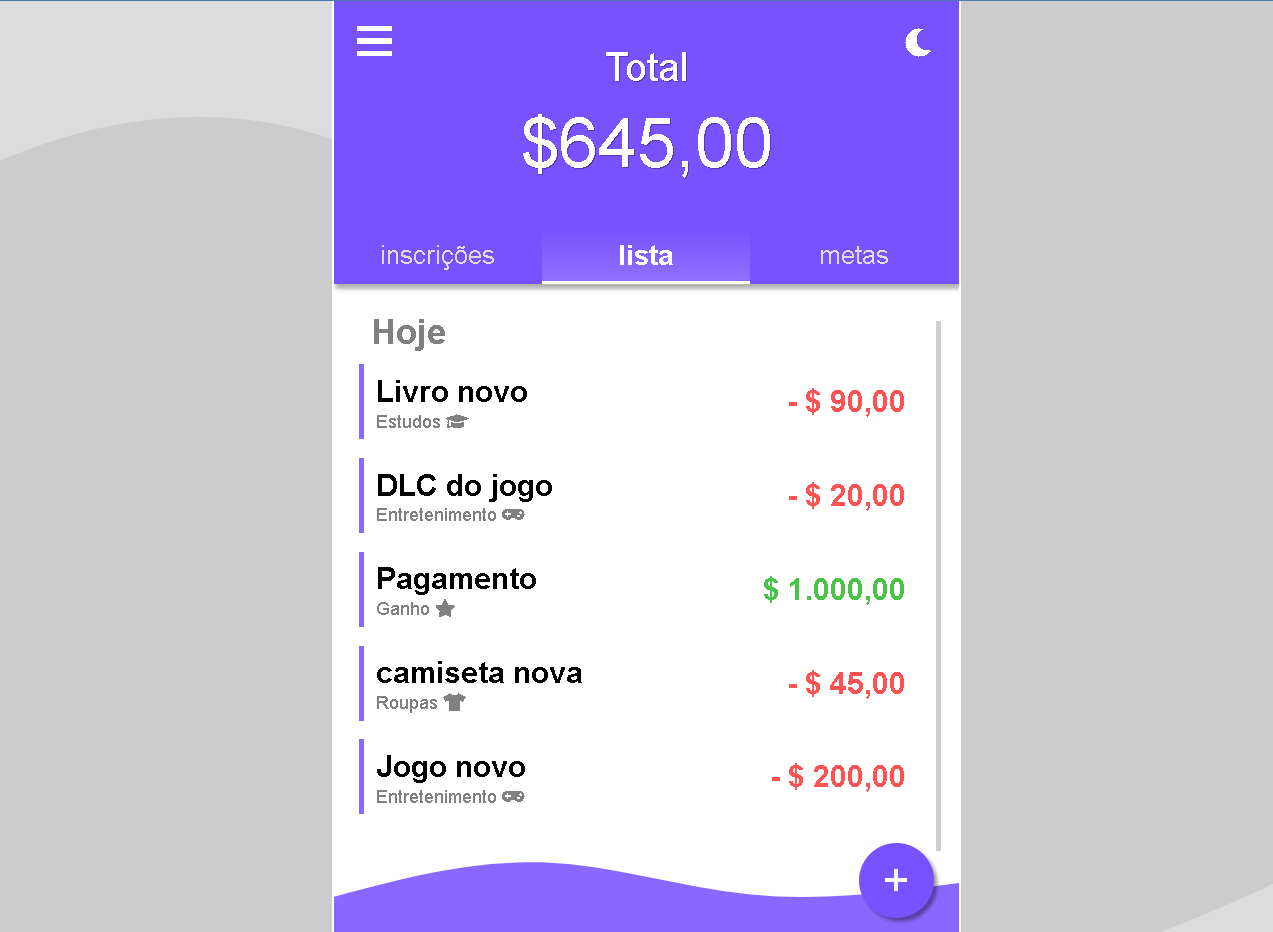 Total
$645,00
inscrições lista metas
Hoje
Livro novo
- $ 90,00
Estudos
DLC do jogo
- $ 20,00
Entretenimento
Pagamento
$ 1.000,00
Ganho
camiseta nova
- $ 45,00
Roupas
Jogo novo
- $ 200,00
Entretenimento
+